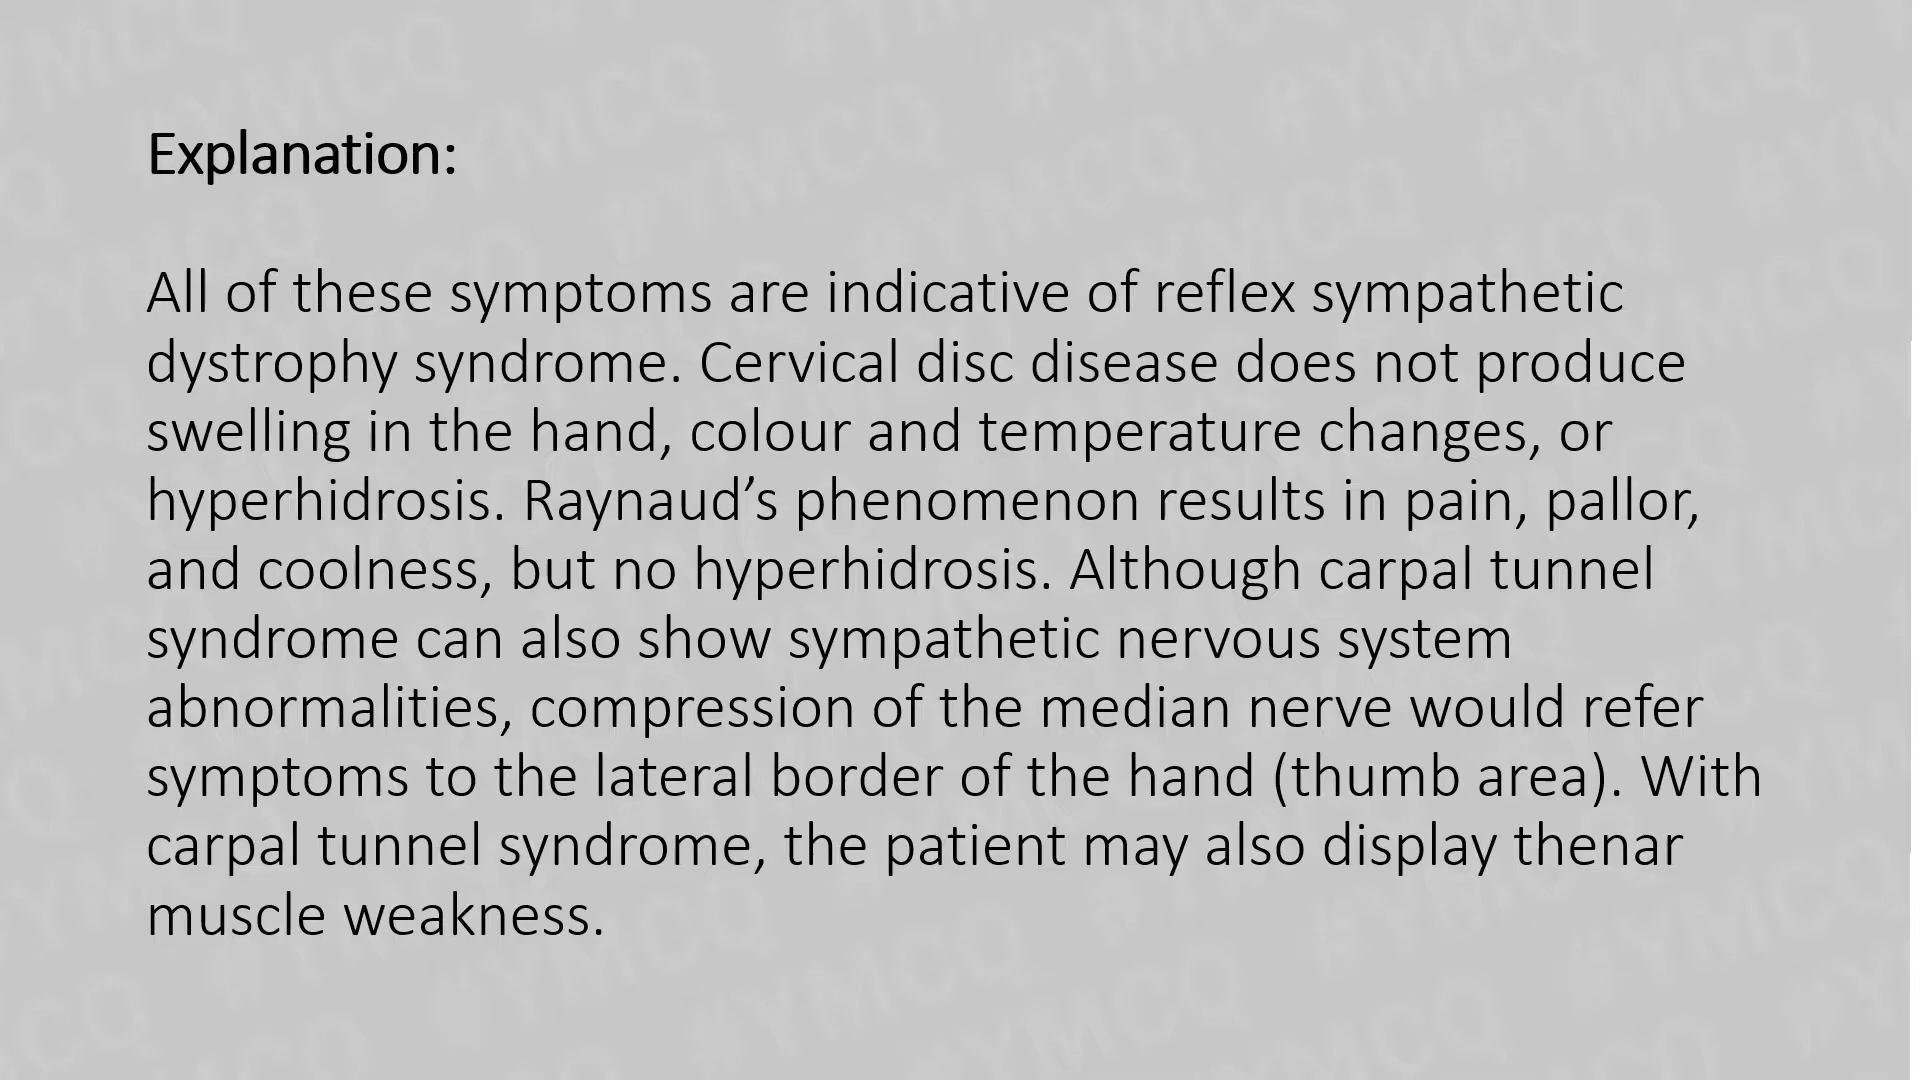 Explanation:
All of these symptoms are indicative of reflex sympathetic
dystrophy syndrome. Cervical disc disease does not produce
swelling in the hand, colour and temperature changes, or
hyperhidrosis. Raynaud’s phenomenon results in pain, pallor,
and coolness, but no hyperhidrosis. Although carpal tunnel
syndrome can also show sympathetic nervous system
abnormalities, compression of the median nerve would refer
symptoms to the lateral border of the hand (thumb area). With
carpal tunnel syndrome, the patient may also display thenar
muscle weakness.